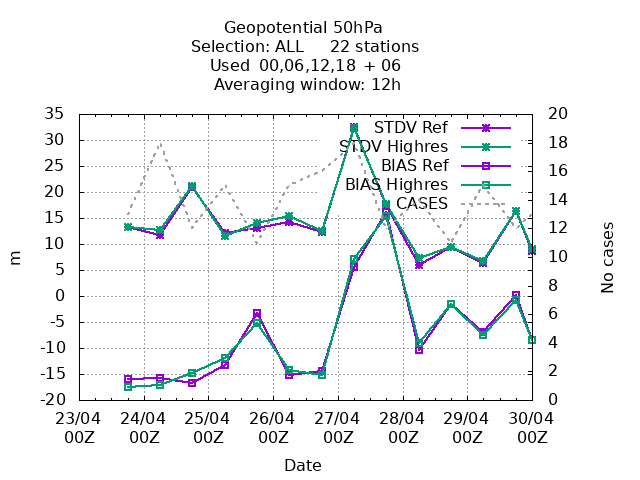 Geopotential 50hPa
Selection: ALL 22 stations
Used 00,06,12,18 + 06
Averaging window: 12h
35
30
25
20
15
10
5
0
-5
-10
-15
-20
m
20
18
16
14
12
10
8
6
4
2
0
No cases
STDV Ref
STDV Highres
BIAS Ref
BIAS Highres
CASES
23/04 24/04 25/04 26/04 27/04 28/04 29/04 30/04
00Z 00Z 00Z 00Z 00Z 00Z 00Z 00Z
Date